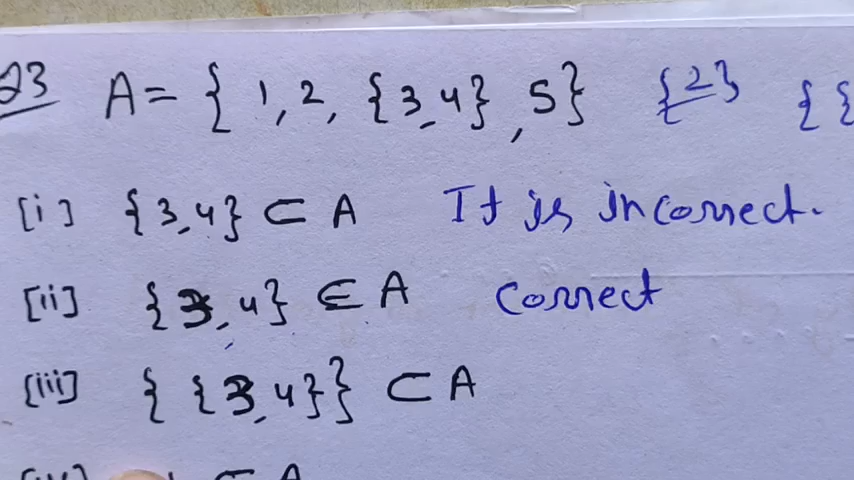 23 A = { 1, 2, {3, 4}, 5} {2} { {
[i] {3, 4} ⊂ A It is incorrect.
[ii] {3, 4} ∈ A correct
[iii] { {3, 4}} ⊂ A
A